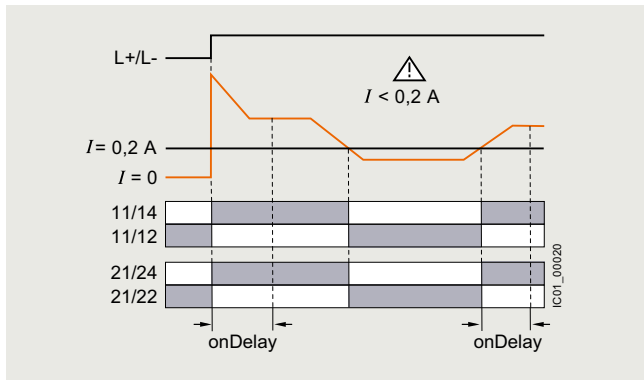 L+/L-
I < 0,2 A
I = 0,2 A
I = 0
11/14
11/12
21/24
21/22
IC01_00020
onDelay
onDelay